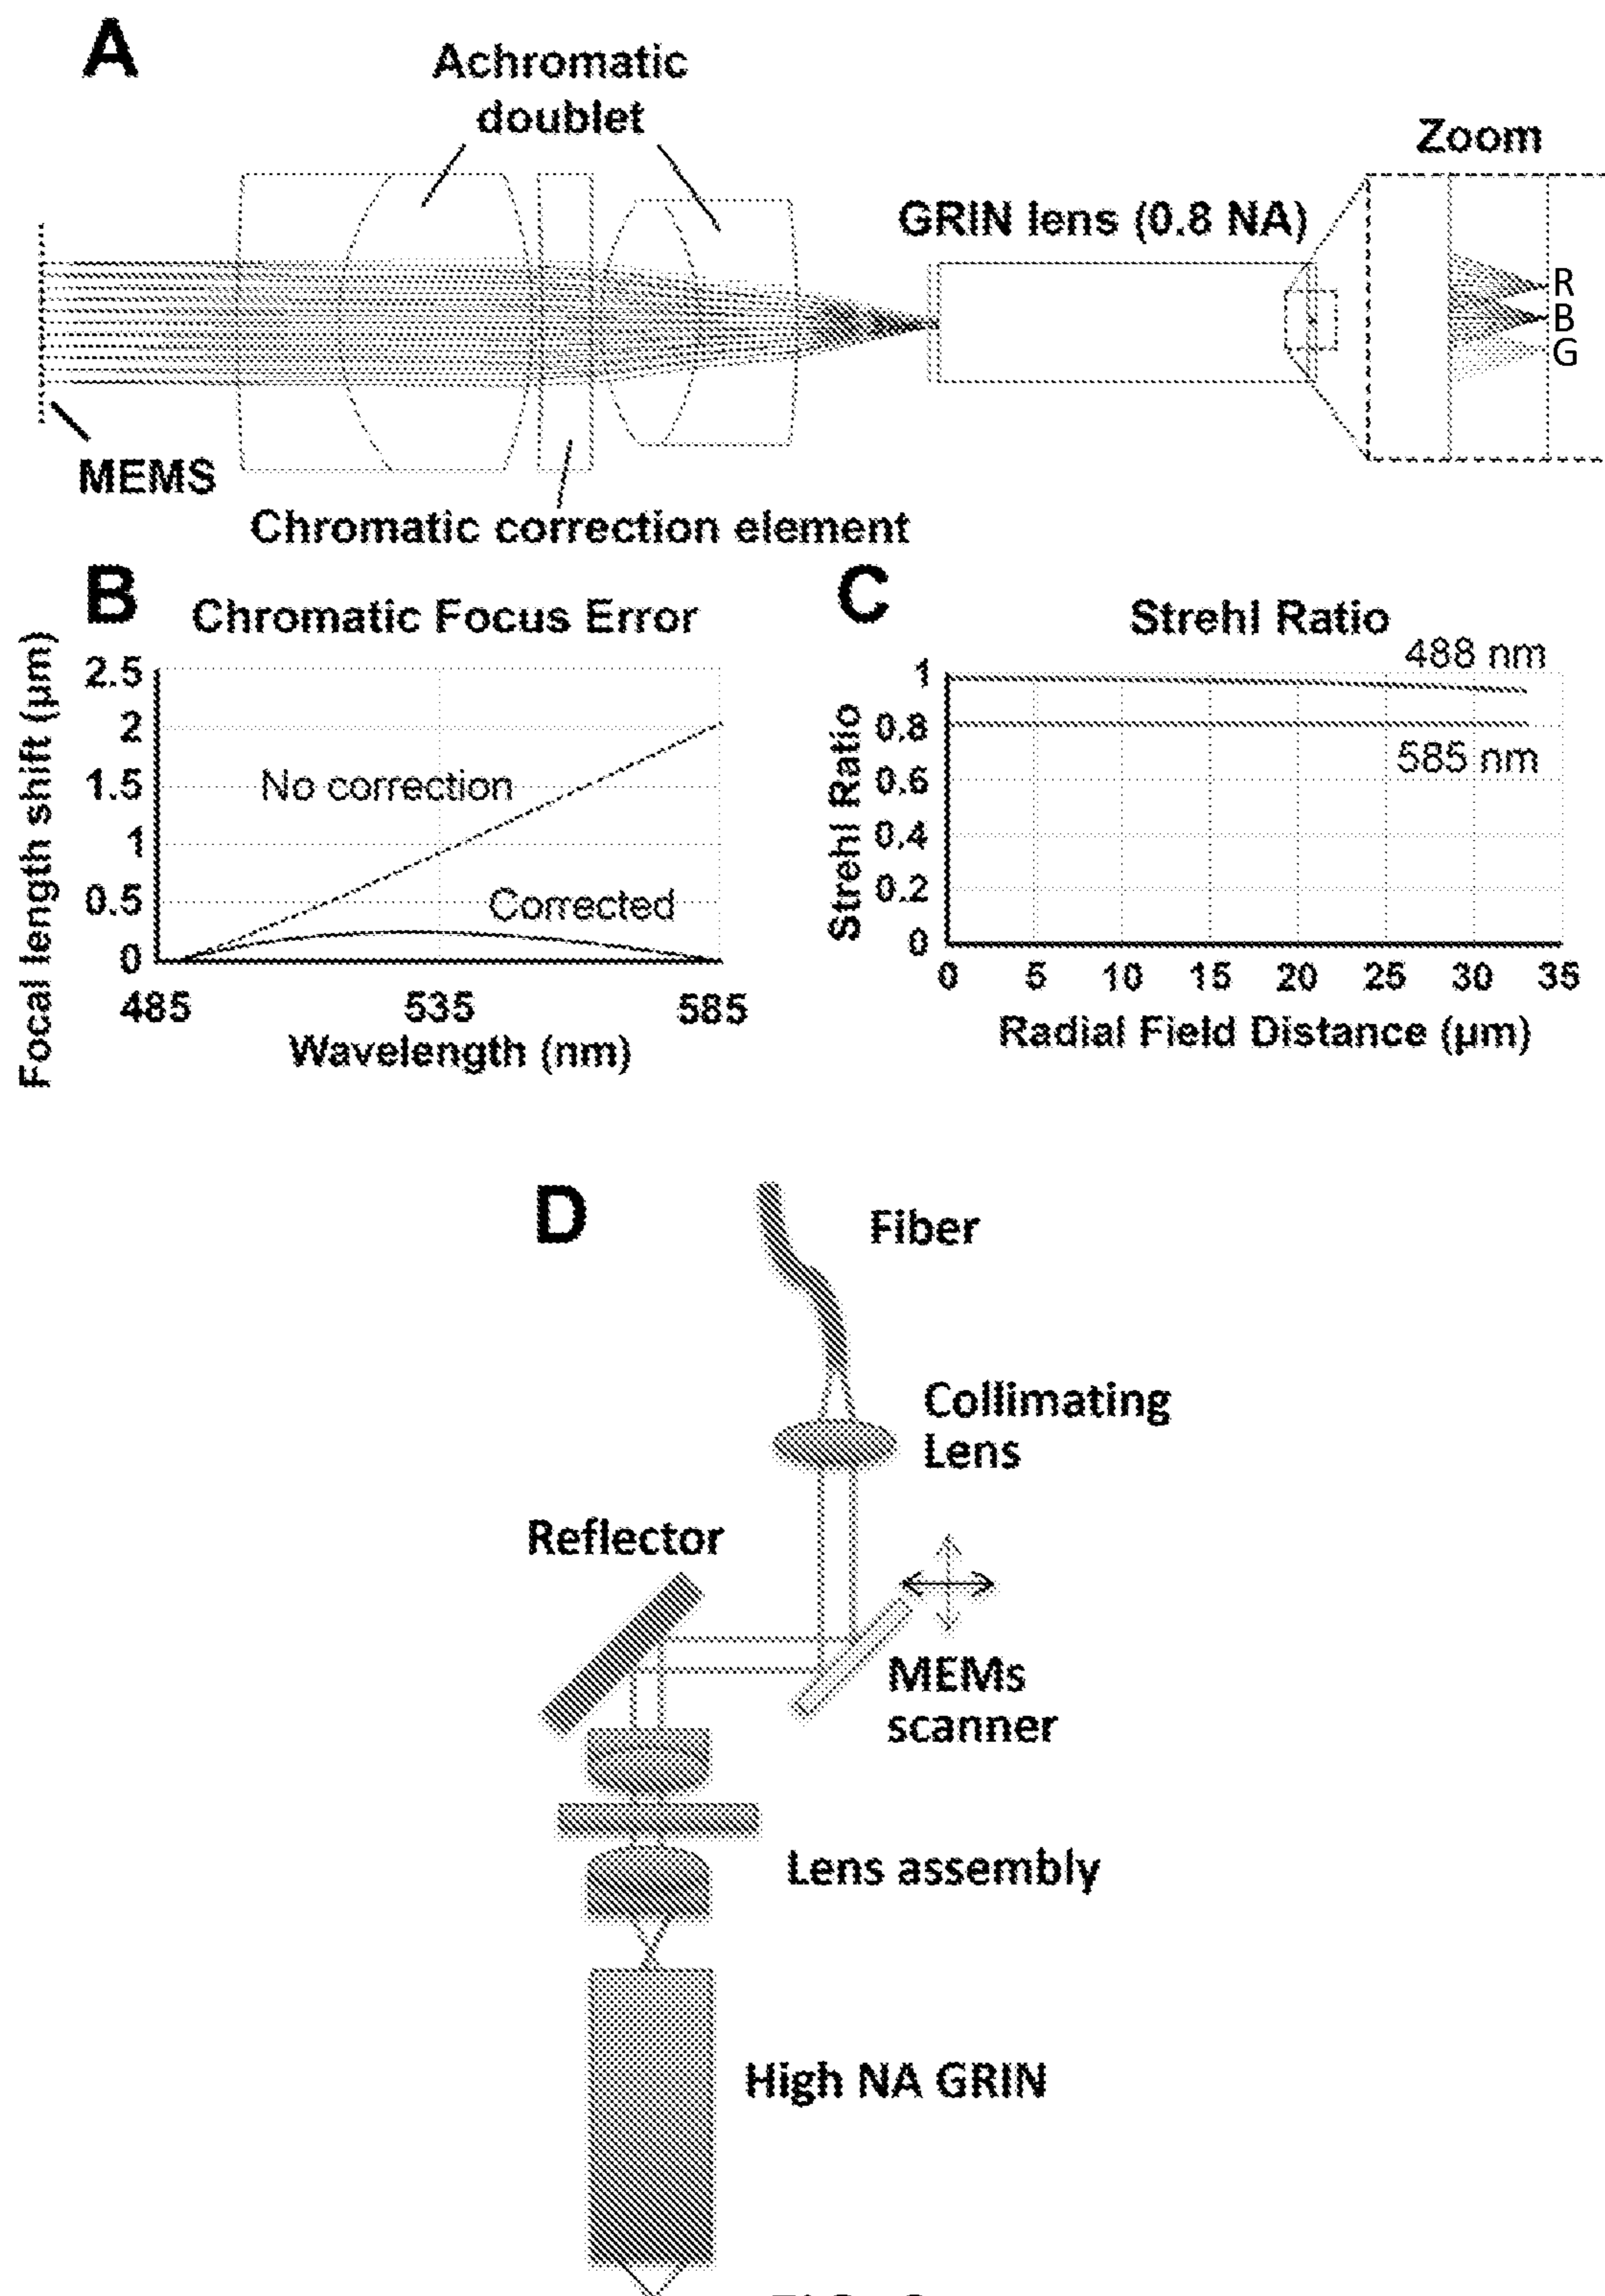 A
Achromatic
doublet
Zoom
GRIN lens (0.8 NA)
R
B
G
MEMS
Chromatic correction element
B
Chromatic Focus Error
Focal length shift (µm)
2.5
2
1.5
1
0.5
0
No correction
Corrected
485
535
585
Wavelength (nm)
C
Strehl Ratio
488 nm
585 nm
Strehl Ratio
1
0.8
0.6
0.4
0.2
0
0
5
10
15
20
25
30
35
Radial Field Distance (µm)
D
Fiber
Collimating
Lens
Reflector
MEMs
scanner
Lens assembly
High NA GRIN